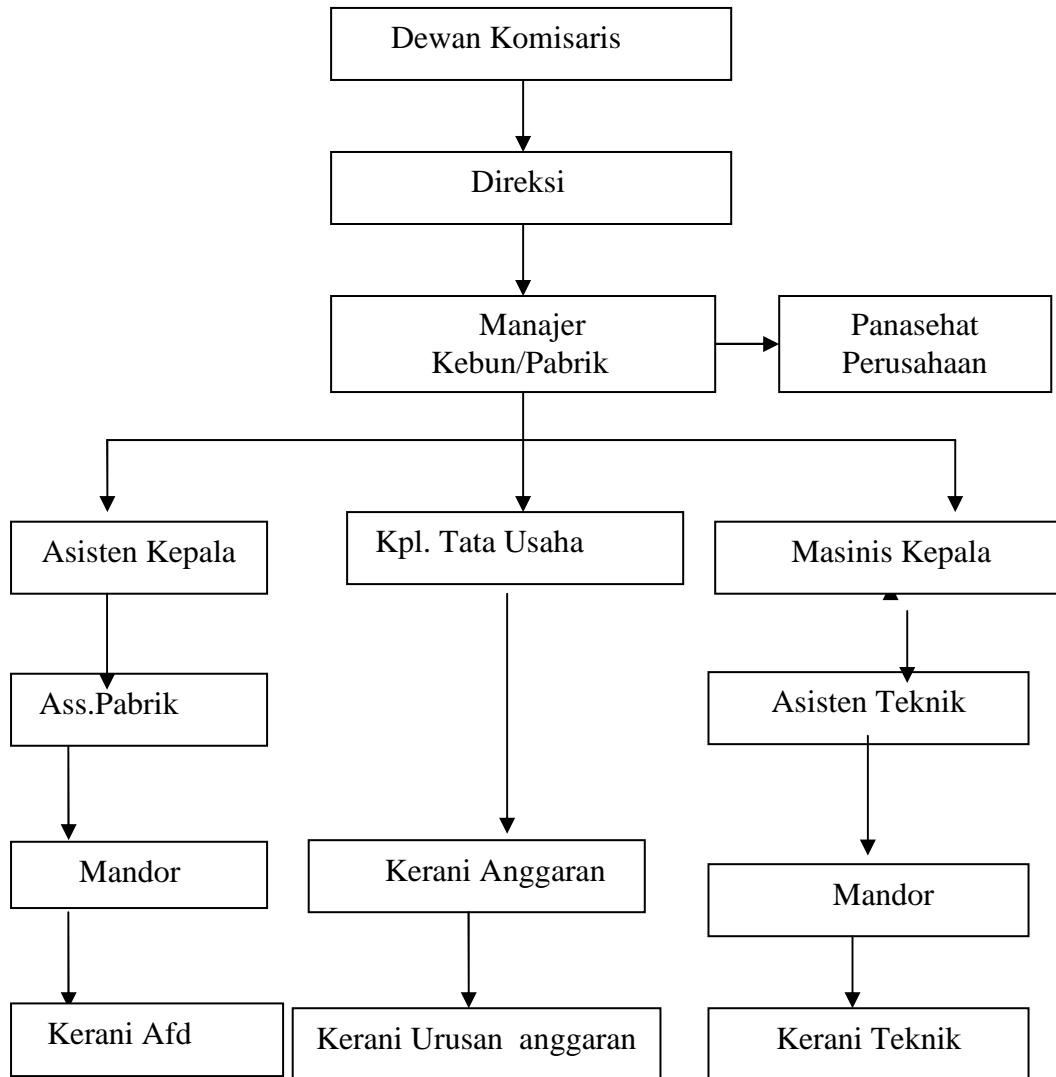 Dewan Komisaris
Direksi
Manajer
Kebun/Pabrik
Panasehat
Perusahaan
Asisten Kepala
Kpl. Tata Usaha
Masinis Kepala
Ass.Pabrik
Asisten Teknik
Mandor
Kerani Anggaran
Mandor
Kerani Afd
Kerani Urusan anggaran
Kerani Teknik